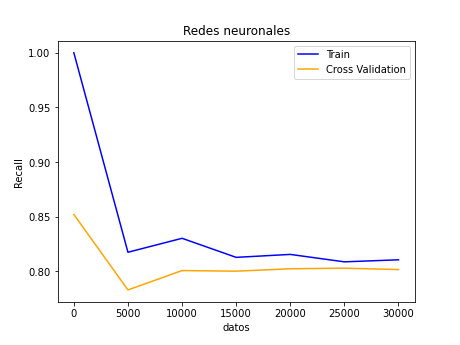 Redes neuronales
Train
Cross Validation
1.00
0.95
0.90
0.85
0.80
Recall
0 5000 10000 15000 20000 25000 30000
datos